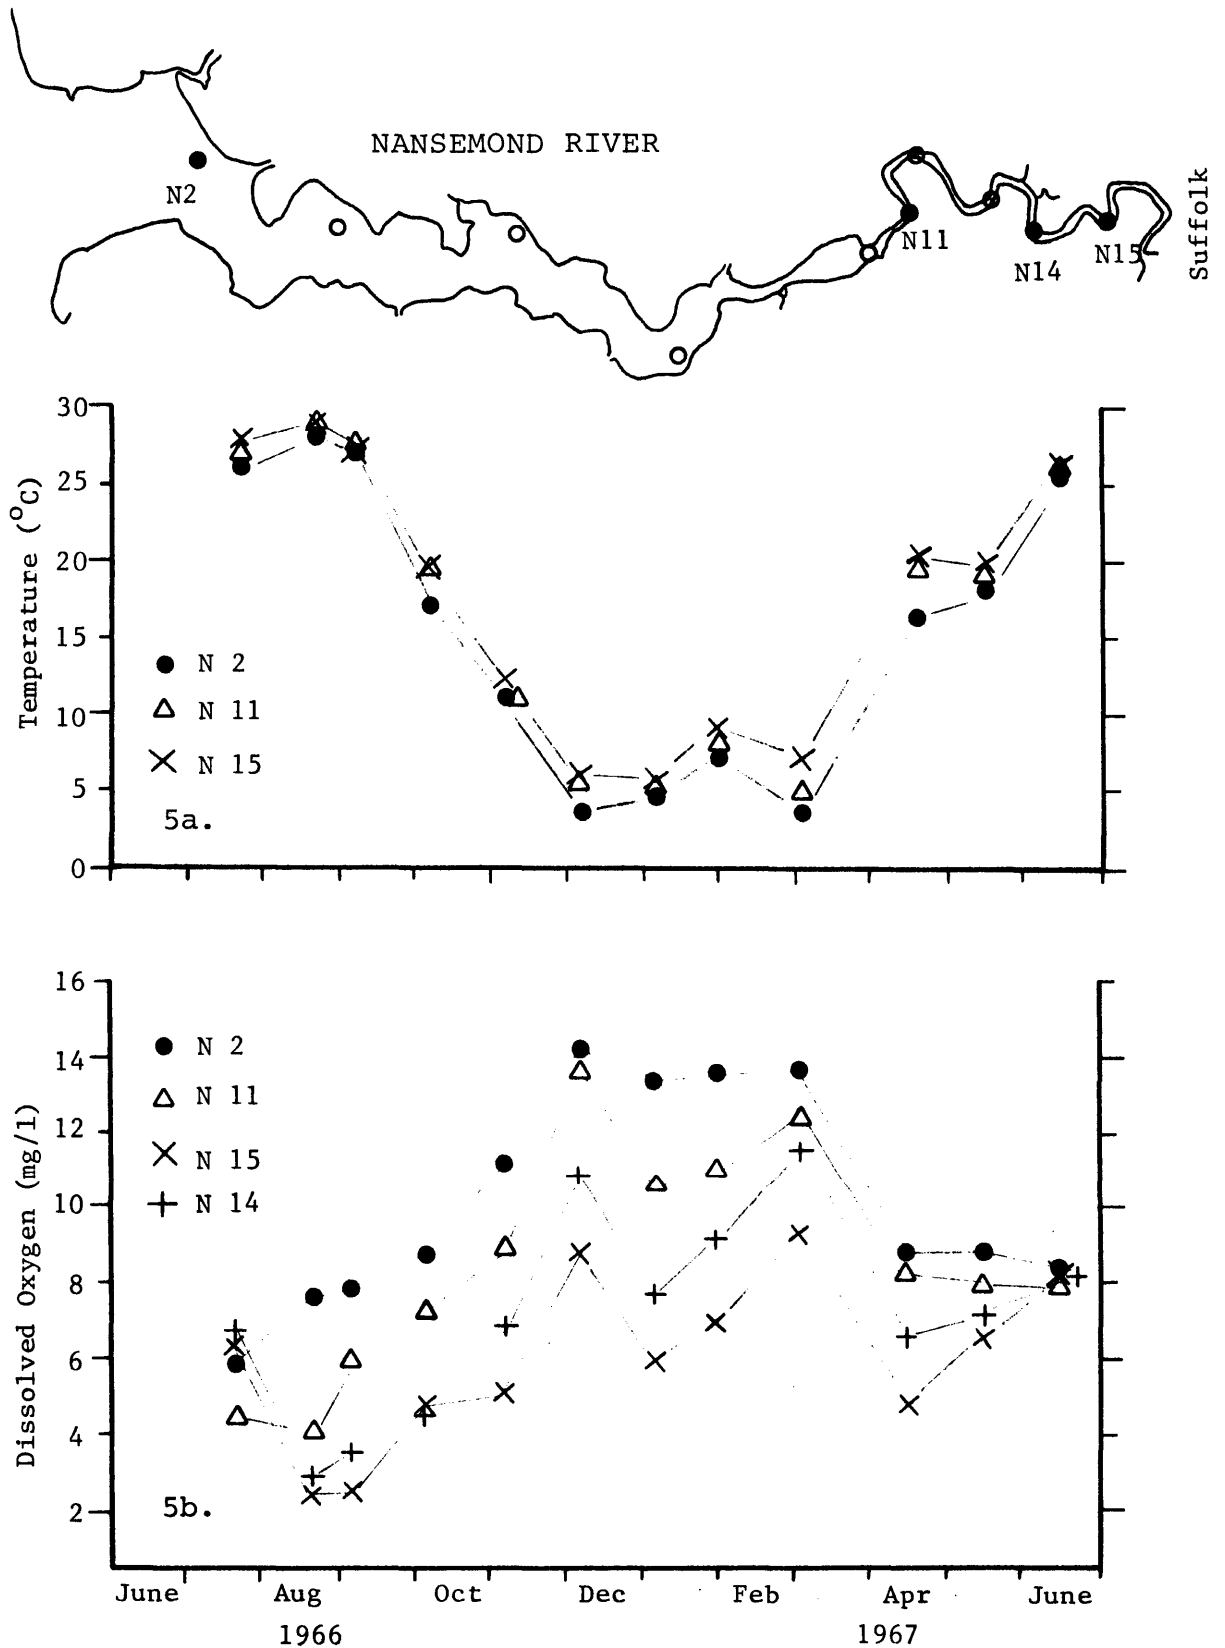 NANSEMOND RIVER
N2
N11
N14
N15
Suffolk
30
25
20
15
10
5
0
Temperature (°C)
N 2
N 11
N 15
5a.
16
14
12
10
8
6
4
2
Dissolved Oxygen (mg/l)
N 2
N 11
N 15
N 14
5b.
June Aug Oct Dec Feb Apr June
1966 1967